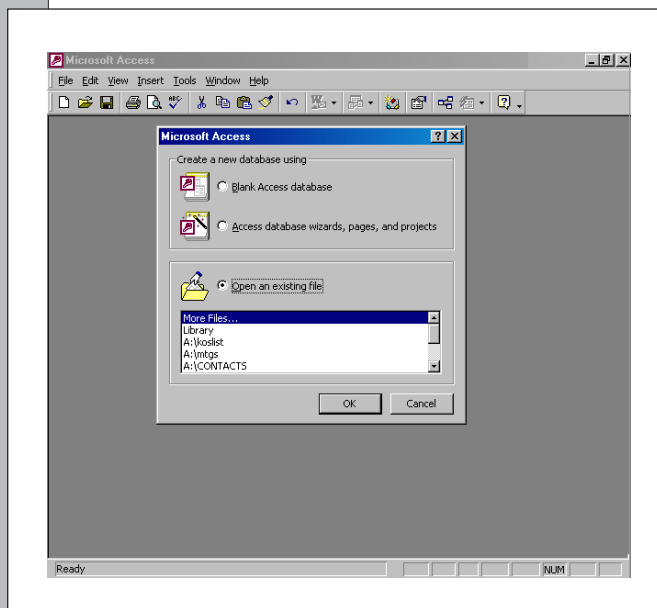 Microsoft Access
File Edit View Insert Tools Window Help
Microsoft Access
Create a new database using
Blank Access database
Access database wizards, pages, and projects
Open an existing file
More Files...
Library
A:\koslist
A:\mtgs
A:\CONTACTS
OK Cancel
Ready NUM